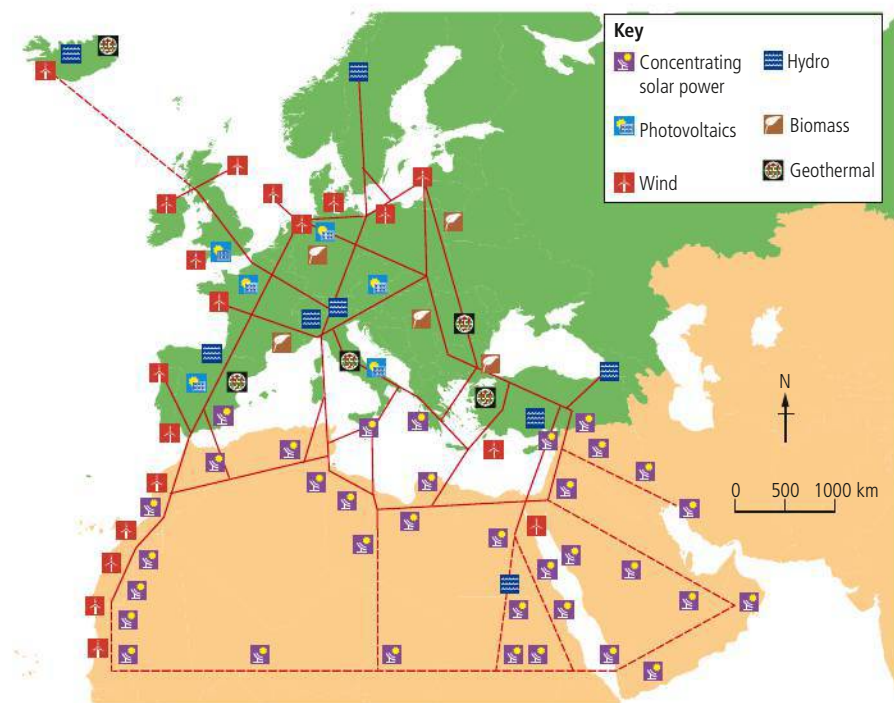 Key
Concentrating
solar power
Hydro
Photovoltaics
Biomass
Wind
Geothermal
N
0 500 1000 km